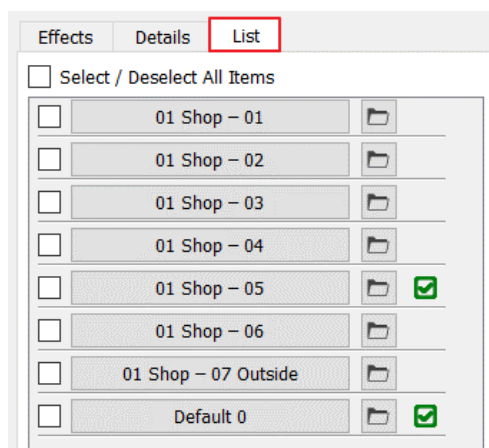 Effects Details List
Select / Deselect All Items
01 Shop – 01
01 Shop – 02
01 Shop – 03
01 Shop – 04
01 Shop – 05
01 Shop – 06
01 Shop – 07 Outside
Default 0